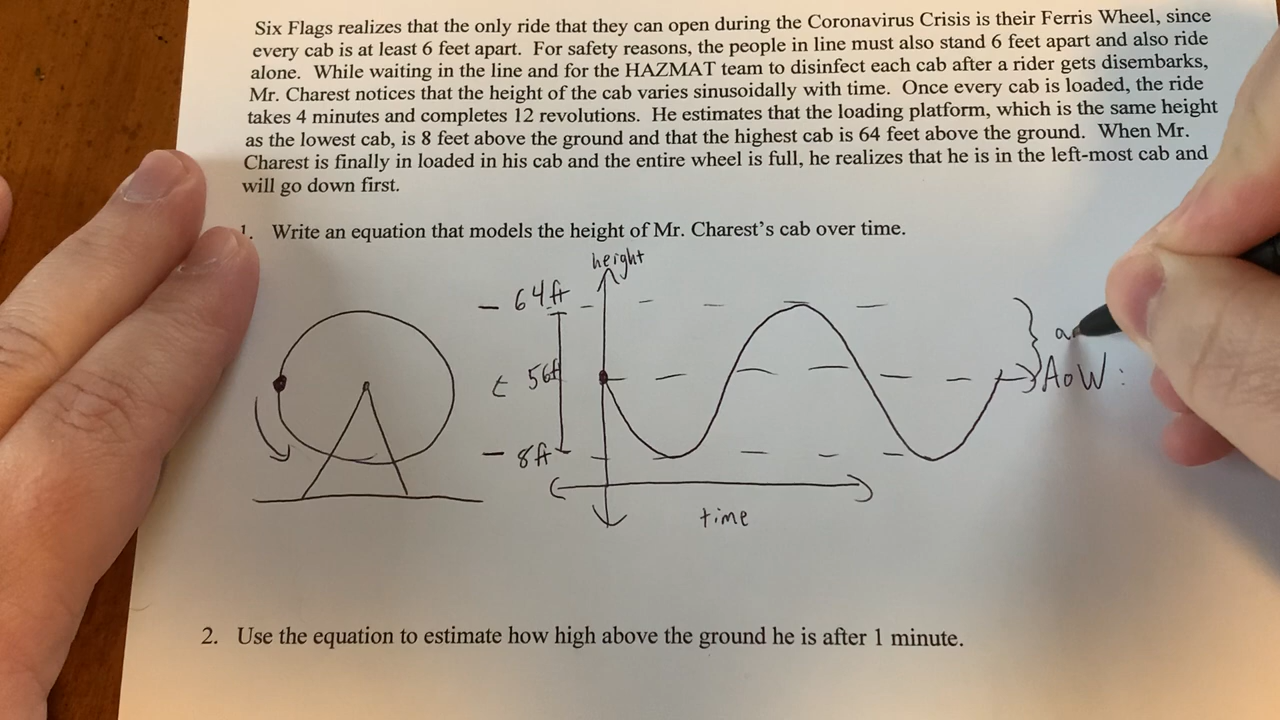 Six Flags realizes that the only ride that they can open during the Coronavirus Crisis is their Ferris Wheel, since
every cab is at least 6 feet apart. For safety reasons, the people in line must also stand 6 feet apart and also ride
alone. While waiting in the line and for the HAZMAT team to disinfect each cab after a rider gets disembarks,
Mr. Charest notices that the height of the cab varies sinusoidally with time. Once every cab is loaded, the ride
takes 4 minutes and completes 12 revolutions. He estimates that the loading platform, which is the same height
as the lowest cab, is 8 feet above the ground and that the highest cab is 64 feet above the ground. When Mr.
Charest is finally in loaded in his cab and the entire wheel is full, he realizes that he is in the left-most cab and
will go down first.
1. Write an equation that models the height of Mr. Charest's cab over time.
height
64ft
56ft
8ft
a
AoW:
time
2. Use the equation to estimate how high above the ground he is after 1 minute.